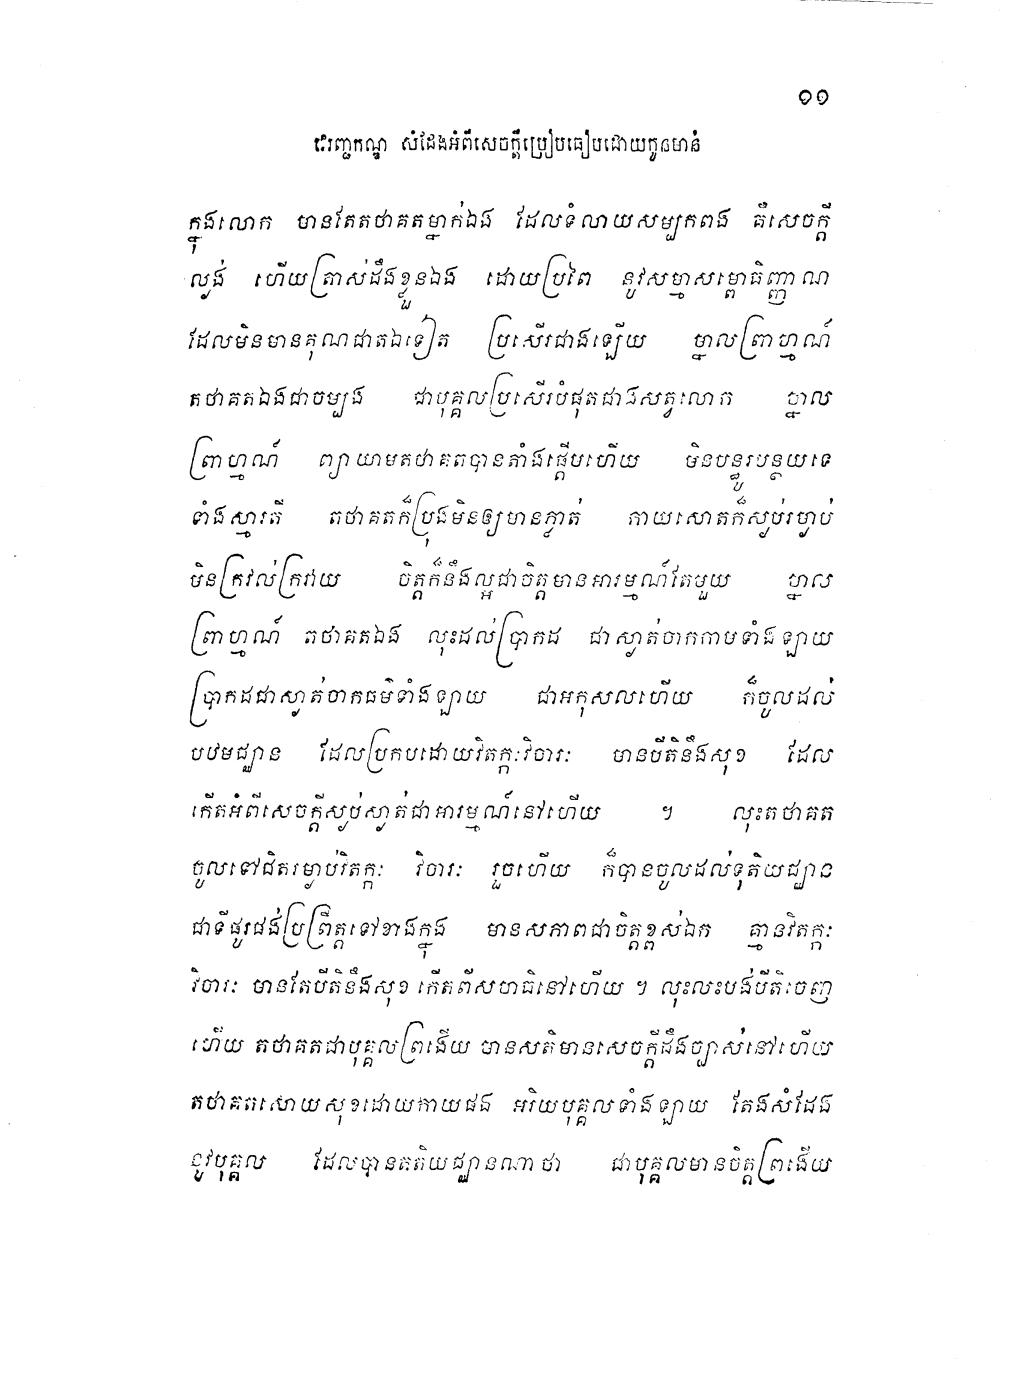 ១១
វេរញ្ជកណ្ឌ សំដែងអំពីសេចក្តីប្រៀបធៀបដោយកូនមាន់
ក្នុងលោក មានតែតថាគតម្នាក់ឯង ដែលទំលាយសម្បកពង គឺសេចក្តី
ល្ងង់ ហើយត្រាស់ដឹងខ្លួនឯង ដោយប្រពៃ នូវសម្មាសម្ពោធិញ្ញាណ
ដែលមិនមានគុណជាតឯទៀត ប្រសើរជាងឡើយ ម្នាលព្រាហ្មណ៍
តថាគតឯងជាចម្បង ជាបុគ្គលប្រសើរបំផុតជាងសត្វលោក ម្នាល
ព្រាហ្មណ៍ ព្យាយាមតថាគតបានតាំងផ្តើមហើយ មិនបន្ធូរបន្ថយទេ
ទាំងស្មារតី តថាគតក៏ប្រុងមិនឲ្យមានភ្លាត់ កាយសោតក៏ស្ងប់រម្ងាប់
មិនក្រវល់ក្រវាយ ចិត្តក៏នឹងល្អជាចិត្តមានអារម្មណ៍តែមួយ ម្នាល
ព្រាហ្មណ៍ តថាគតឯង លុះដល់ប្រាកដ ជាស្ងាត់ចាកកាមទាំងឡាយ
ប្រាកដជាស្ងាត់ចាកធម៌ទាំងឡាយ ជាអកុសលហើយ ក៏ចូលដល់
បឋមជ្ឈាន ដែលប្រកបដោយវិតក្កៈវិចារៈ មានបីតិនឹងសុខ ដែល
កើតអំពីសេចក្តីស្ងប់ស្ងាត់ជាអារម្មណ៍នៅហើយ ។ លុះតថាគត
ចូលទៅជិតរម្ងាប់វិតក្កៈ វិចារៈ រួចហើយ ក៏បានចូលដល់ទុតិយជ្ឈាន
ជាទីផូរផង់ប្រព្រឹត្តទៅខាងក្នុង មានសភាពជាចិត្តខ្ពស់ឯក គ្មានវិតក្កៈ
វិចារៈ មានតែបីតិនឹងសុខ កើតពីសមាធិនៅហើយ ។ លុះលះបង់បីតិចេញ
ហើយ តថាគតជាបុគ្គលព្រងើយ មានសតិមានសេចក្តីដឹងច្បាស់នៅហើយ
តថាគតសោយសុខដោយកាយផង អរិយបុគ្គលទាំងឡាយ តែងសំដែង
នូវបុគ្គល ដែលបានតតិយជ្ឈានណាថា ជាបុគ្គលមានចិត្តព្រងើយ